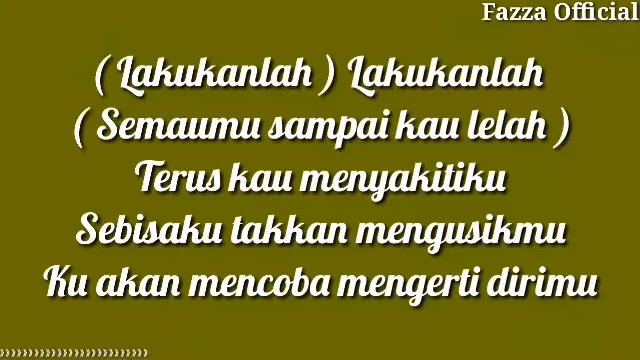 Fazza Official
( Lakukanlah ) Lakukanlah
( Semaumu sampai kau lelah )
Terus kau menyakitiku
Sebisaku takkan mengusikmu
Ku akan mencoba mengerti dirimu
»»»»»»»»»»»»»»»»»»»»»»»»»